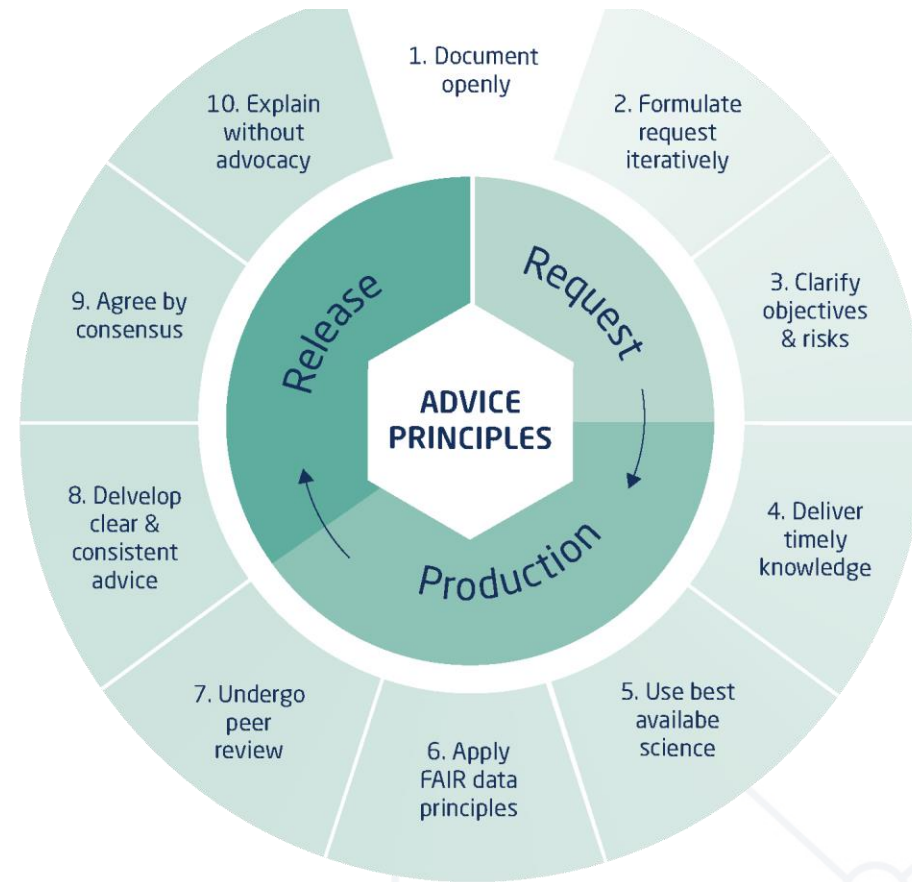 1. Document
openly
2. Formulate
request
iteratively
3. Clarify
objectives
& risks
4. Deliver
timely
knowledge
5. Use best
availabe
science
6. Apply
FAIR data
principles
7. Undergo
peer
review
8. Delvelop
clear &
consistent
advice
9. Agree by
consensus
10. Explain
without
advocacy
Request
Production
Release
ADVICE
PRINCIPLES